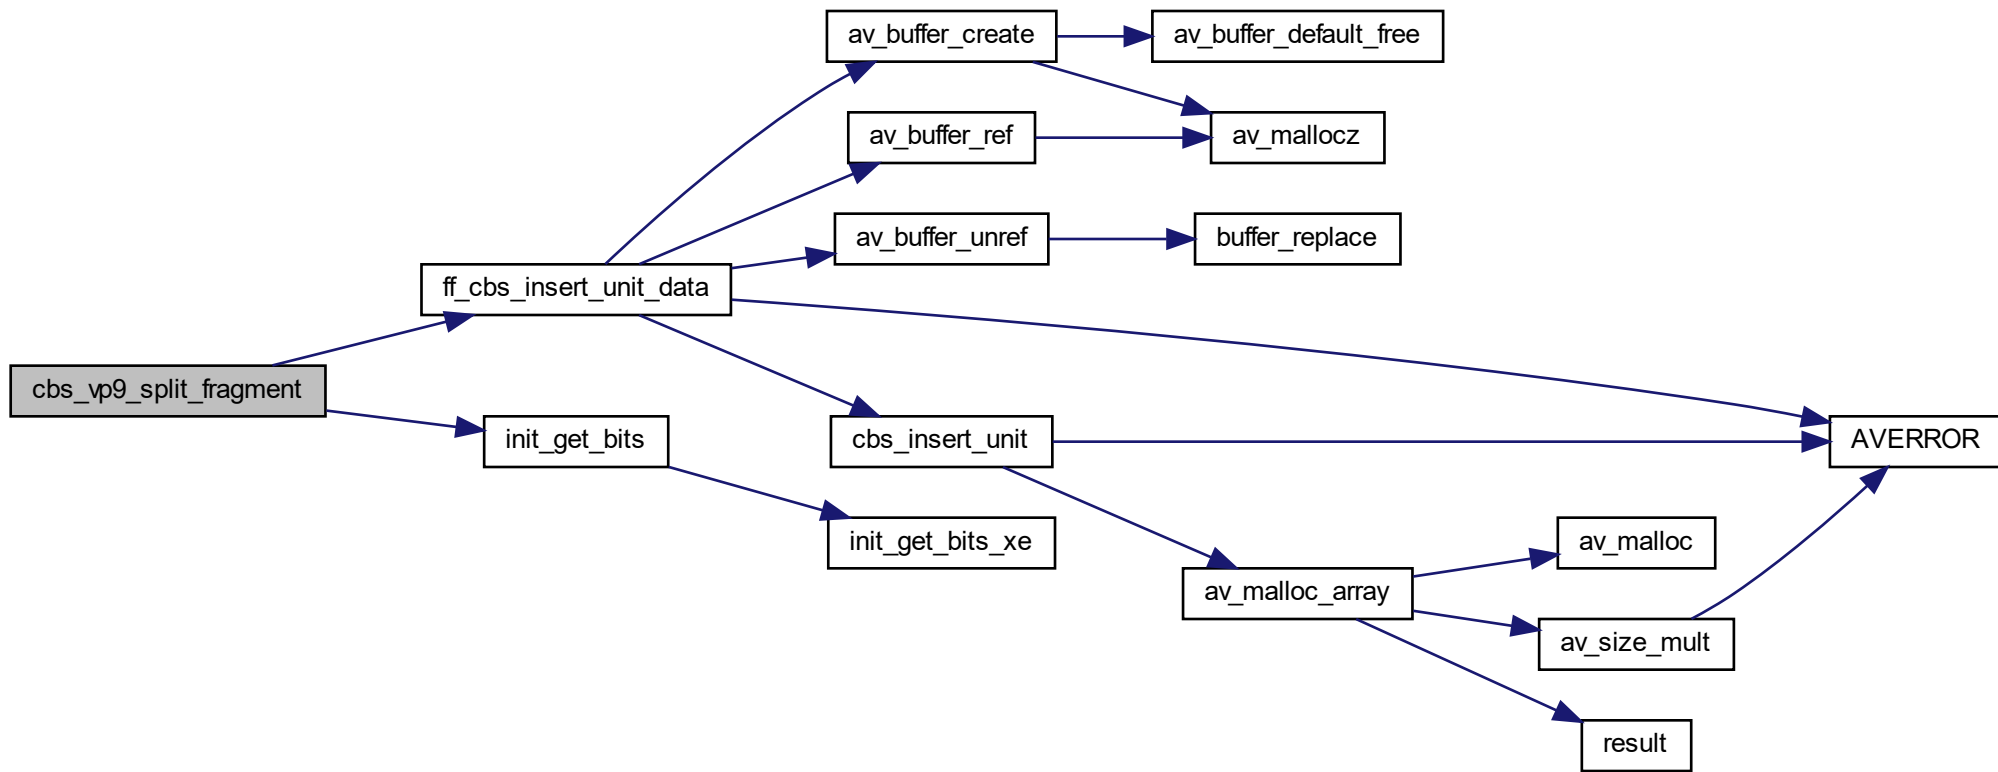 av_buffer_create
av_buffer_default_free
av_buffer_ref
av_mallocz
av_buffer_unref
buffer_replace
ff_cbs_insert_unit_data
cbs_vp9_split_fragment
init_get_bits
cbs_insert_unit
AVERROR
init_get_bits_xe
av_malloc
av_malloc_array
av_size_mult
result